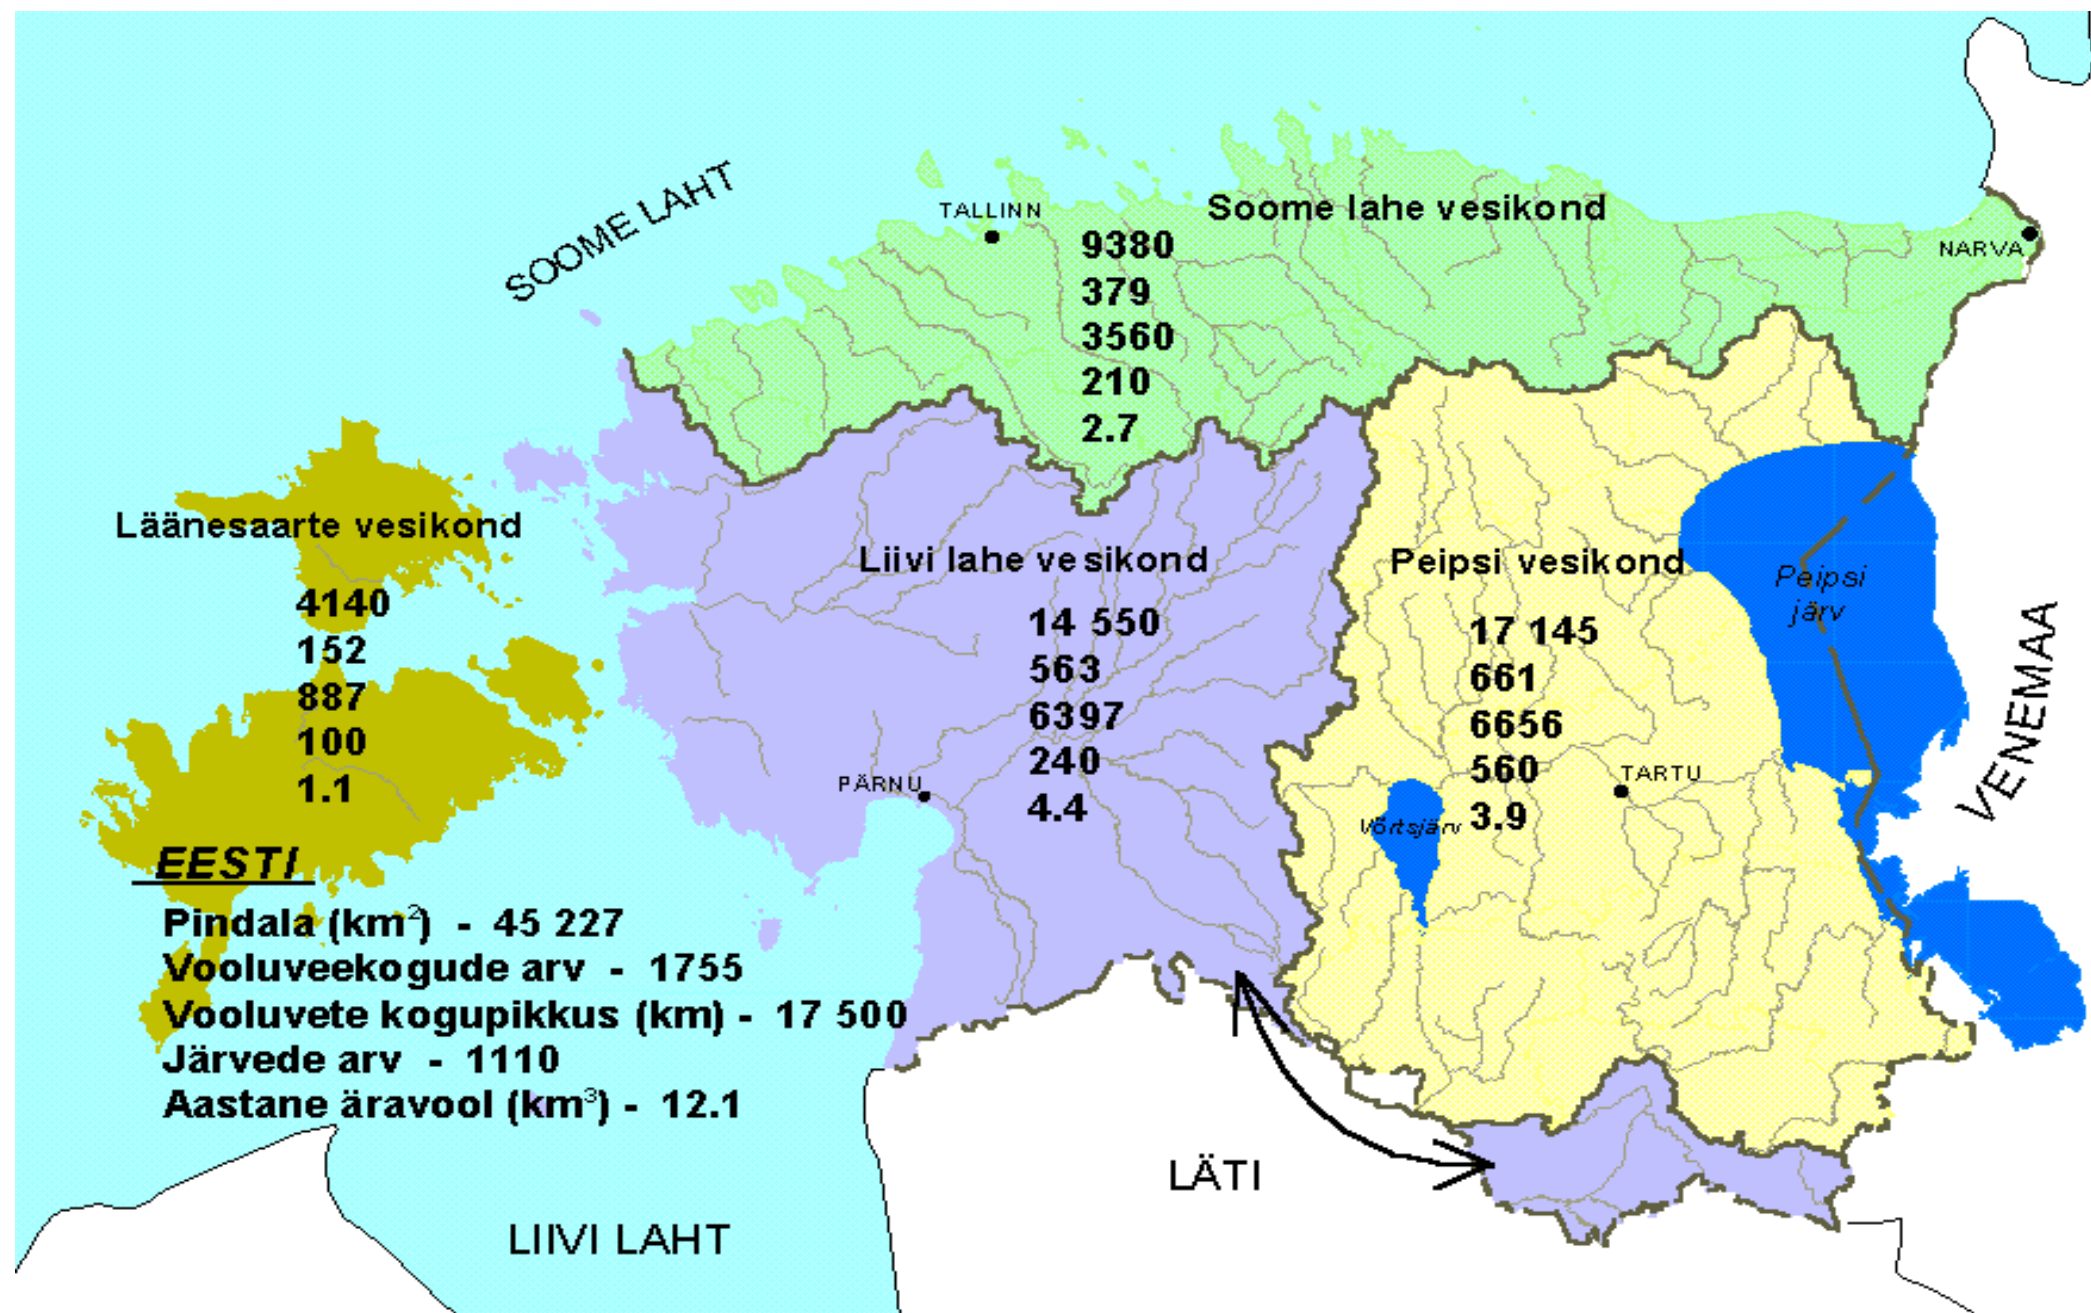 SOOME LAHT
TALLINN
Soome lahe vesikond
9380
379
3560
210
2.7
NARVA
Läänesaarte vesikond
4140
152
887
100
1.1
Liivi lahe vesikond
14 550
563
6397
240
4.4
PÄRNU
Peipsi vesikond
17 145
661
6656
560
3.9
Peipsi
järv
TARTU
Võrtsjärv
VENEMAA
EESTI
Pindala (km²) - 45 227
Vooluveekogude arv - 1755
Vooluvete kogupikkus (km) - 17 500
Järvede arv - 1110
Aastane äravool (km³) - 12.1
LÄTI
LIIVI LAHT